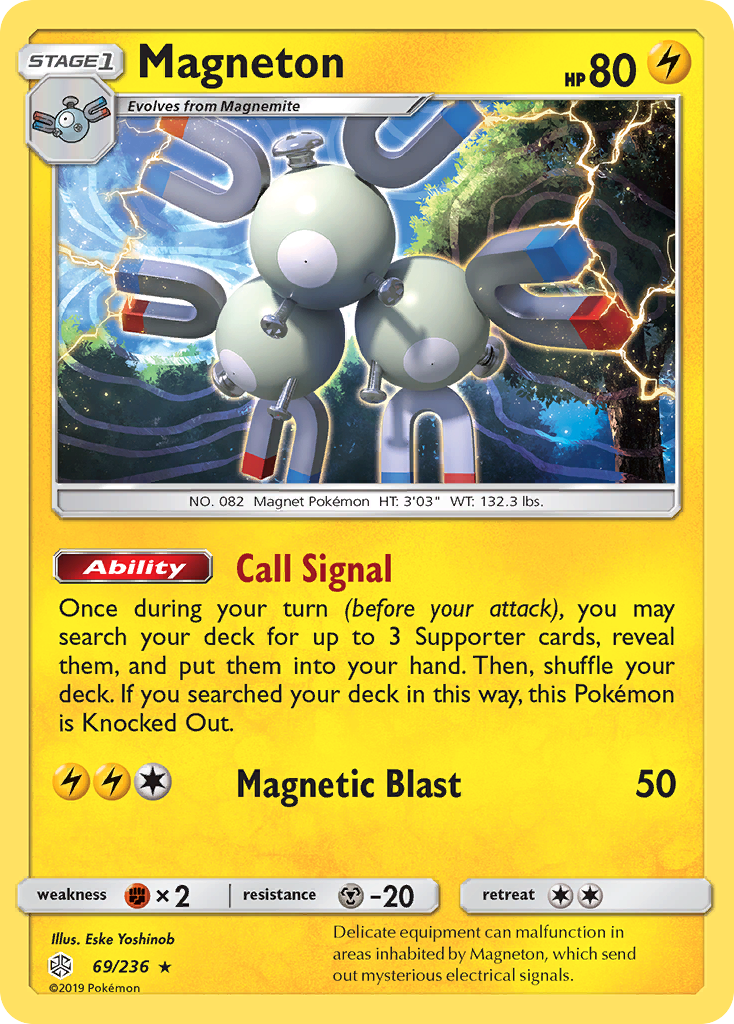 STAGE 1 Magneton HP 80
Evolves from Magnemite
NO. 082 Magnet Pokémon HT: 3'03" WT: 132.3 lbs.
Ability Call Signal
Once during your turn (before your attack), you may
search your deck for up to 3 Supporter cards, reveal
them, and put them into your hand. Then, shuffle your
deck. If you searched your deck in this way, this Pokémon
is Knocked Out.
Magnetic Blast 50
weakness ×2 resistance -20 retreat
Illus. Eske Yoshinob
69/236
©2019 Pokémon
Delicate equipment can malfunction in
areas inhabited by Magneton, which send
out mysterious electrical signals.